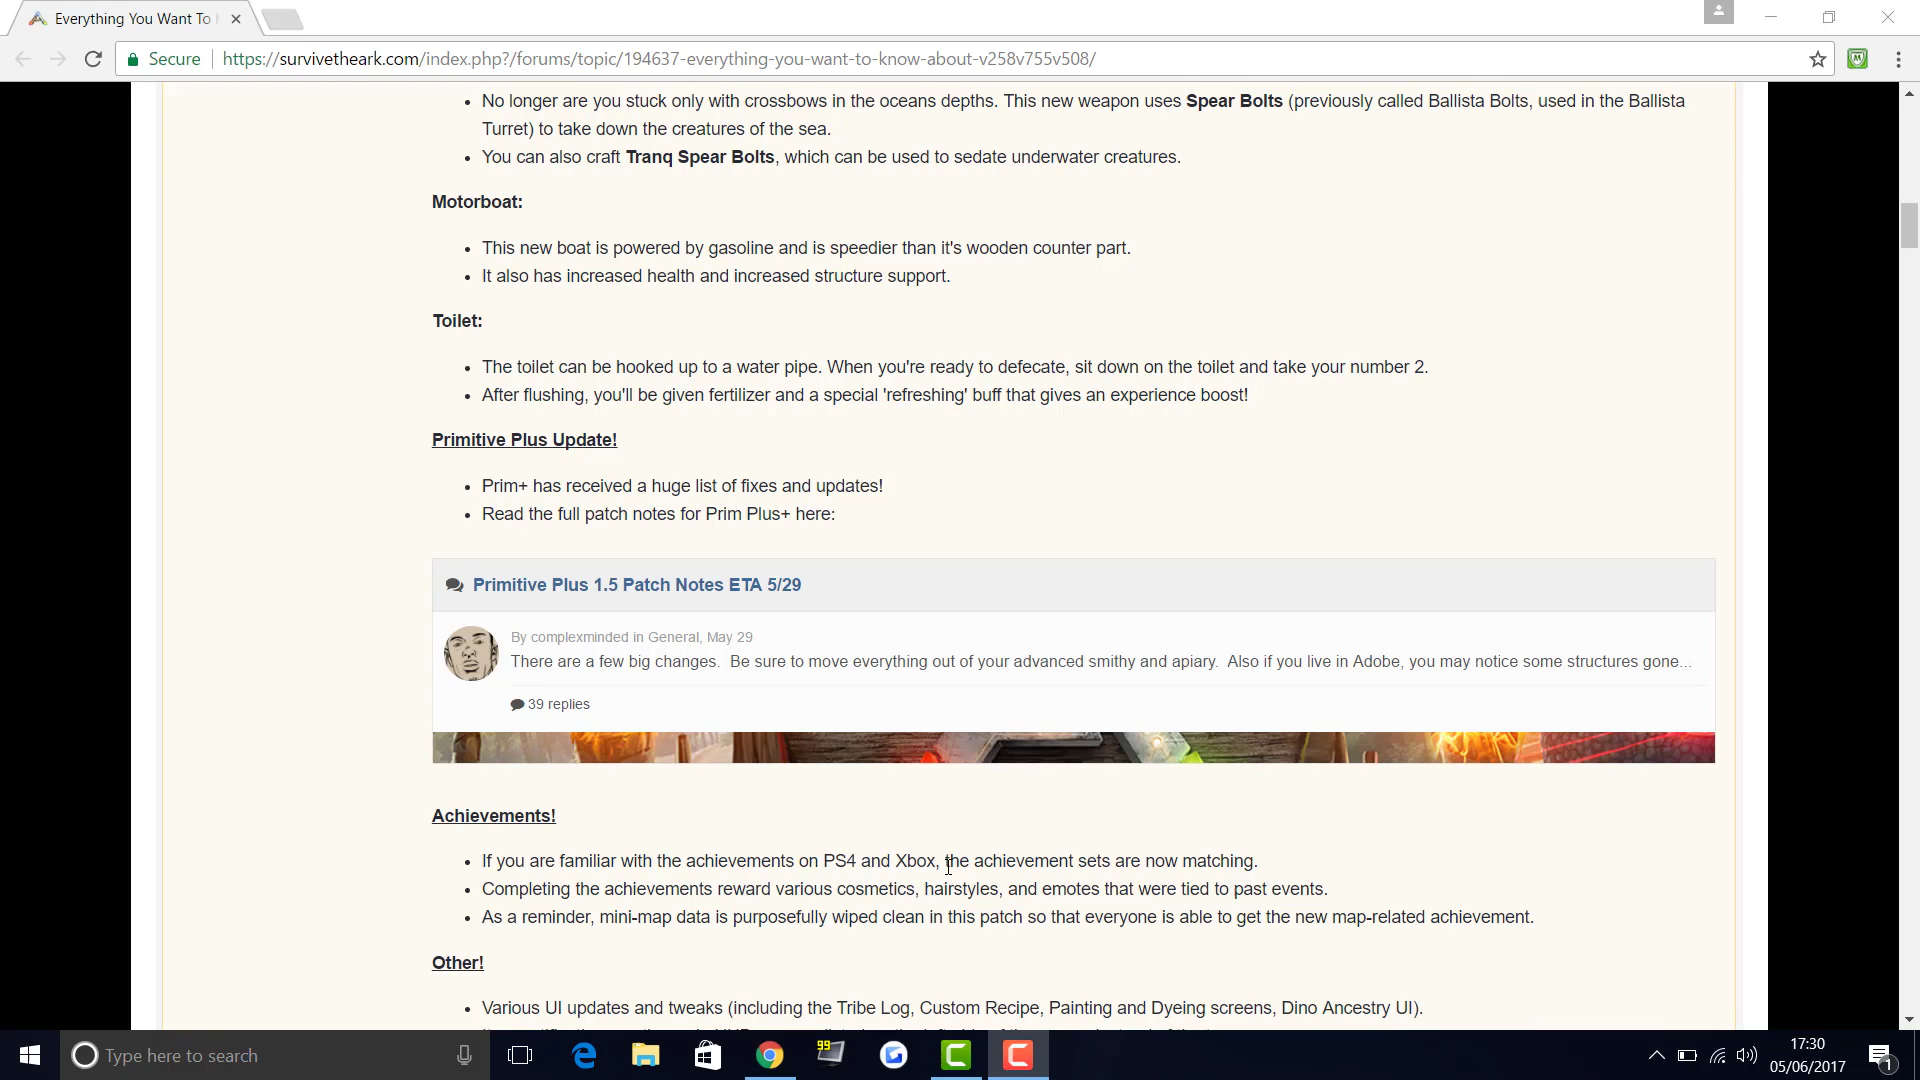 Everything You Want To
Secure https://survivetheark.com/index.php?/forums/topic/194637-everything-you-want-to-know-about-v258v755v508/
No longer are you stuck only with crossbows in the oceans depths. This new weapon uses Spear Bolts (previously called Ballista Bolts, used in the Ballista
Turret) to take down the creatures of the sea.
You can also craft Tranq Spear Bolts, which can be used to sedate underwater creatures.
Motorboat:
This new boat is powered by gasoline and is speedier than it's wooden counter part.
It also has increased health and increased structure support.
Toilet:
The toilet can be hooked up to a water pipe. When you're ready to defecate, sit down on the toilet and take your number 2.
After flushing, you'll be given fertilizer and a special 'refreshing' buff that gives an experience boost!
Primitive Plus Update!
Prim+ has received a huge list of fixes and updates!
Read the full patch notes for Prim Plus+ here:
Primitive Plus 1.5 Patch Notes ETA 5/29
By complexminded in General, May 29
There are a few big changes. Be sure to move everything out of your advanced smithy and apiary. Also if you live in Adobe, you may notice some structures gone...
39 replies
Achievements!
If you are familiar with the achievements on PS4 and Xbox, the achievement sets are now matching.
Completing the achievements reward various cosmetics, hairstyles, and emotes that were tied to past events.
As a reminder, mini-map data is purposefully wiped clean in this patch so that everyone is able to get the new map-related achievement.
Other!
Various UI updates and tweaks (including the Tribe Log, Custom Recipe, Painting and Dyeing screens, Dino Ancestry UI).
Type here to search
99
17:30
05/06/2017
1